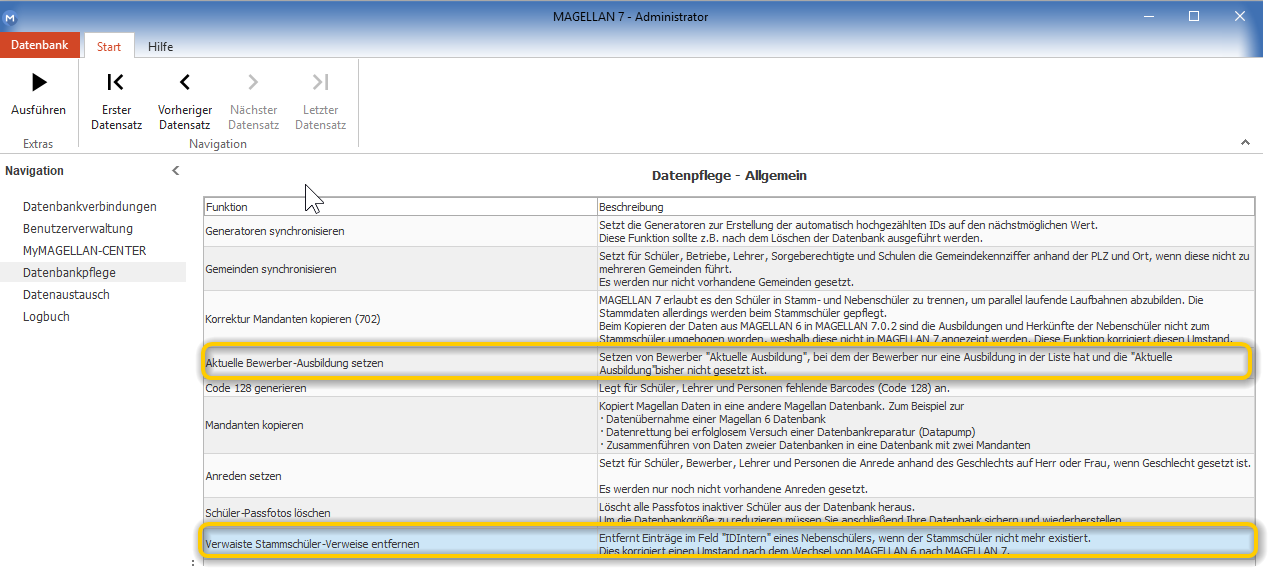 MAGELLAN 7 - Administrator
Datenbank
Start
Hilfe
Ausführen
Erster
Datensatz
Vorheriger
Datensatz
Nächster
Datensatz
Letzter
Datensatz
Extras
Navigation
Navigation
Datenbankverbindungen
Benutzerverwaltung
MyMAGELLAN-CENTER
Datenbankpflege
Datenaustausch
Logbuch
Datenpflege - Allgemein
Funktion
Beschreibung
Generatoren synchronisieren
Setzt die Generatoren zur Erstellung der automatisch hochgezählten IDs auf den nächstmöglichen Wert.
Diese Funktion sollte z.B. nach dem Löschen der Datenbank ausgeführt werden.
Gemeinden synchronisieren
Setzt für Schüler, Betriebe, Lehrer, Sorgeberechtigte und Schulen die Gemeindekennziffer anhand der PLZ und Ort, wenn diese nicht zu
mehreren Gemeinden führt.
Es werden nur nicht vorhandene Gemeinden gesetzt.
Korrektur Mandanten kopieren (702)
MAGELLAN 7 erlaubt es den Schüler in Stamm- und Nebenschüler zu trennen, um parallel laufende Laufbahnen abzubilden. Die
Stammdaten allerdings werden beim Stammschüler gepflegt.
Beim Kopieren der Daten aus MAGELLAN 6 in MAGELLAN 7.0.2 sind die Ausbildungen und Herkünfte der Nebenschüler nicht zum
Stammschüler umgebogen worden, weshalb diese nicht in MAGELLAN 7 angezeigt werden. Diese Funktion korrigiert diesen Umstand.
Aktuelle Bewerber-Ausbildung setzen
Setzen von Bewerber "Aktuelle Ausbildung", bei dem der Bewerber nur eine Ausbildung in der Liste hat und die "Aktuelle
Ausbildung"bisher nicht gesetzt ist.
Code 128 generieren
Legt für Schüler, Lehrer und Personen fehlende Barcodes (Code 128) an.
Mandanten kopieren
Kopiert Magellan Daten in eine andere Magellan Datenbank. Zum Beispiel zur
· Datenübernahme einer Magellan 6 Datenbank
· Datenrettung bei erfolglosem Versuch einer Datenbankreparatur (Datapump)
· Zusammenführen von Daten zweier Datenbanken in eine Datenbank mit zwei Mandanten
Anreden setzen
Setzt für Schüler, Bewerber, Lehrer und Personen die Anrede anhand des Geschlechts auf Herr oder Frau, wenn Geschlecht gesetzt ist.
Es werden nur noch nicht vorhandene Anreden gesetzt.
Schüler-Passfotos löschen
Löscht alle Passfotos inaktiver Schüler aus der Datenbank heraus.
Um die Datenbankgröße zu reduzieren müssen Sie anschließend Ihre Datenbank sichern und wiederherstellen.
Verwaiste Stammschüler-Verweise entfernen
Entfernt Einträge im Feld "IDIntern" eines Nebenschülers, wenn der Stammschüler nicht mehr existiert.
Dies korrigiert einen Umstand nach dem Wechsel von MAGELLAN 6 nach MAGELLAN 7.